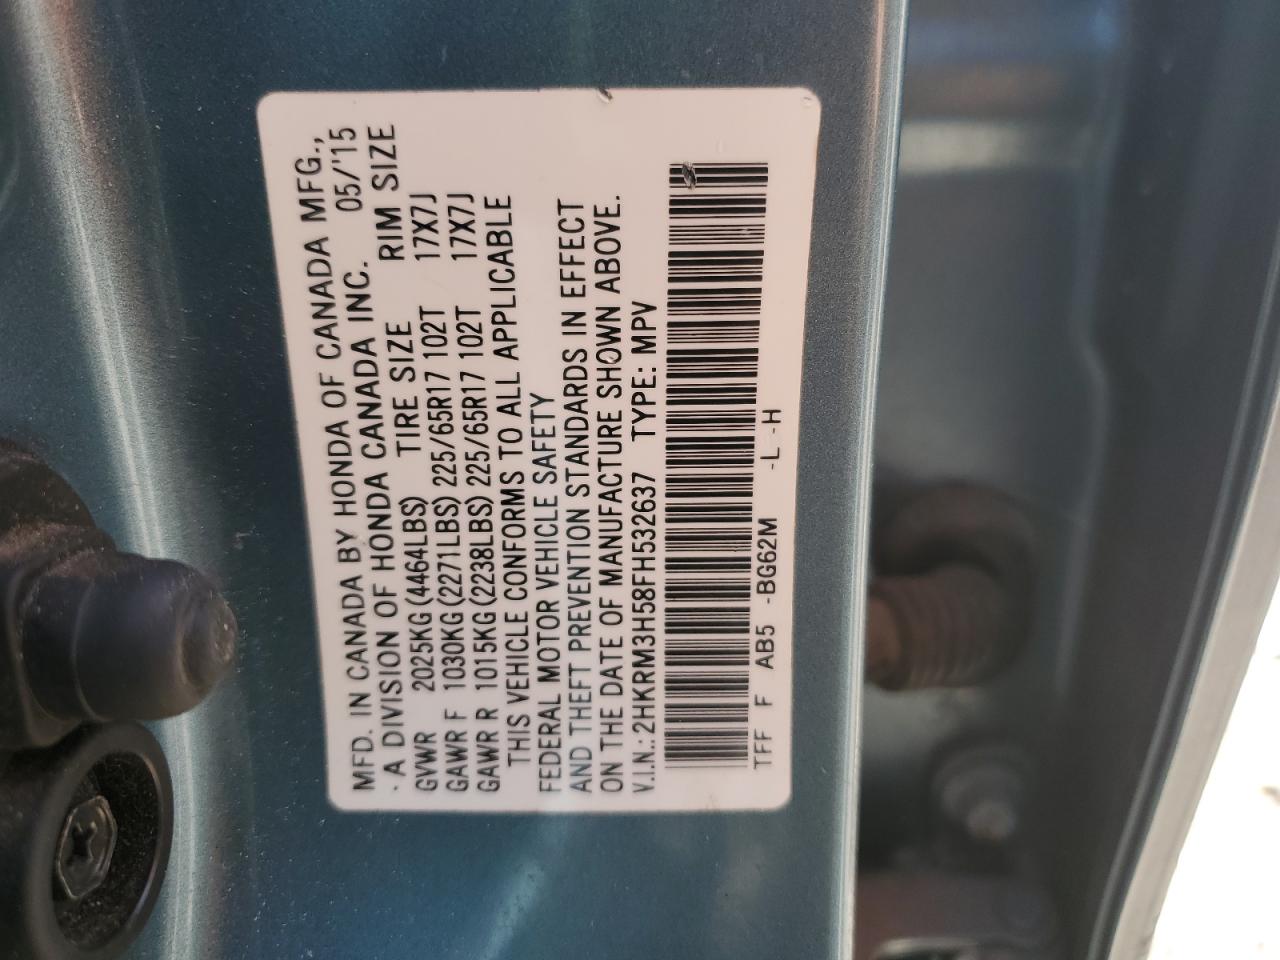 MFD. IN CANADA BY HONDA OF CANADA MFG.,
A DIVISION OF HONDA CANADA INC. 05/'15
GVWR 2025KG(4464LBS) TIRE SIZE RIM SIZE
GAWR F 1030KG(2271LBS) 225/65R17 102T 17X7J
GAWR R 1015KG(2238LBS) 225/65R17 102T 17X7J
THIS VEHICLE CONFORMS TO ALL APPLICABLE
FEDERAL MOTOR VEHICLE SAFETY
AND THEFT PREVENTION STANDARDS IN EFFECT
ON THE DATE OF MANUFACTURE SHOWN ABOVE.
V.I.N.: 2HKRM3H58FH532637 TYPE: MPV
TFF F AB5 -BG62M -L -H